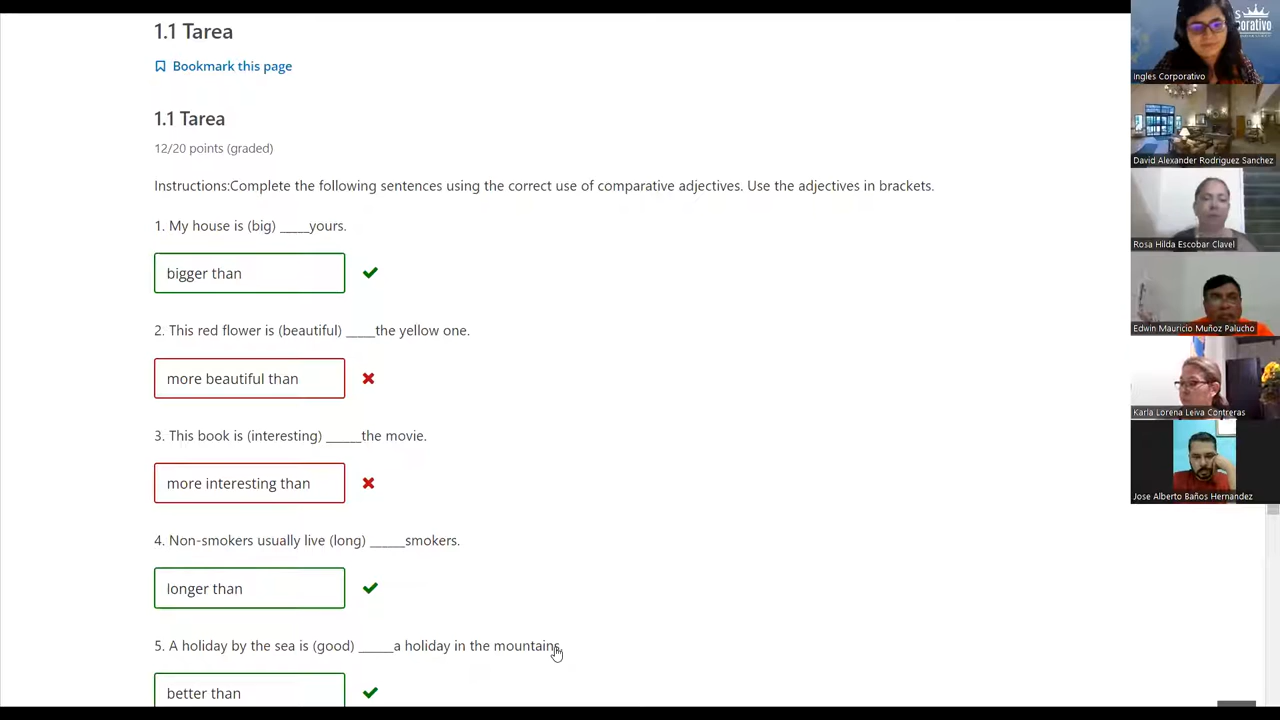 1.1 Tarea
Bookmark this page
1.1 Tarea
12/20 points (graded)
Instructions:Complete the following sentences using the correct use of comparative adjectives. Use the adjectives in brackets.
1. My house is (big) _____yours.
bigger than
2. This red flower is (beautiful) _____the yellow one.
more beautiful than
3. This book is (interesting) ______the movie.
more interesting than
4. Non-smokers usually live (long) ______smokers.
longer than
5. A holiday by the sea is (good) ______a holiday in the mountains.
better than
Ingles Corporativo
David Alexander Rodriguez Sanchez
Rosa Hilda Escobar Clavel
Edwin Mauricio Muñoz Palucho
Karla Lorena Leiva Contreras
Jose Alberto Baños Hernandez